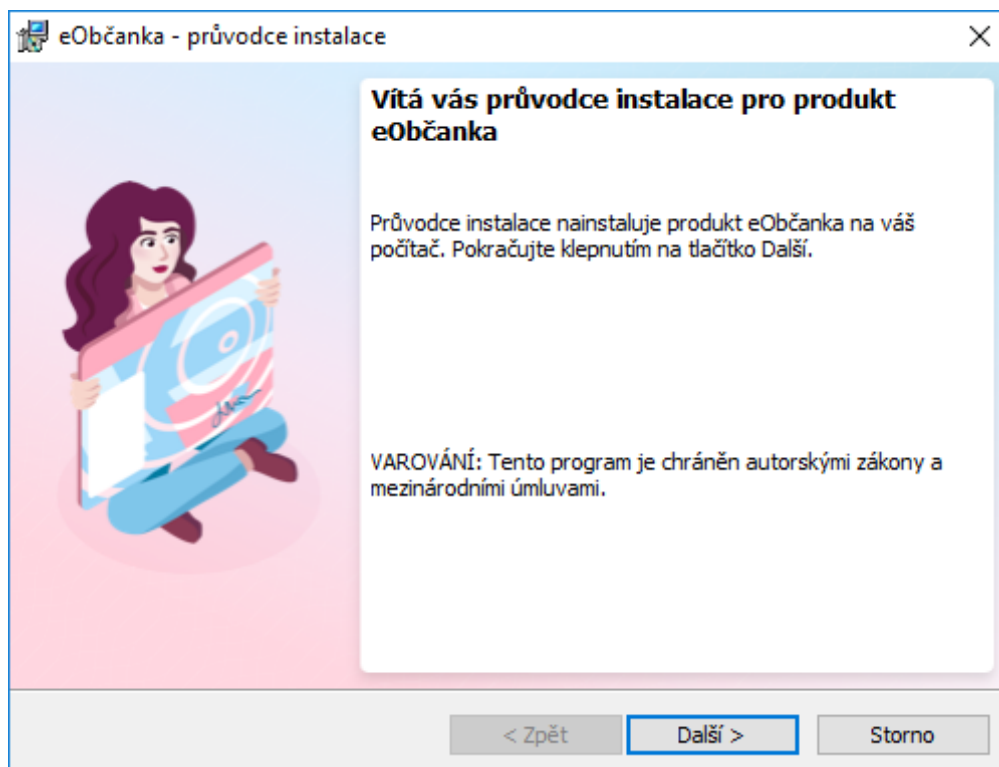 eObčanka - průvodce instalace
Vítá vás průvodce instalace pro produkt
eObčanka
Průvodce instalace nainstaluje produkt eObčanka na váš
počítač. Pokračujte klepnutím na tlačítko Další.
VAROVÁNÍ: Tento program je chráněn autorskými zákony a
mezinárodními úmluvami.
< Zpět
Další >
Storno